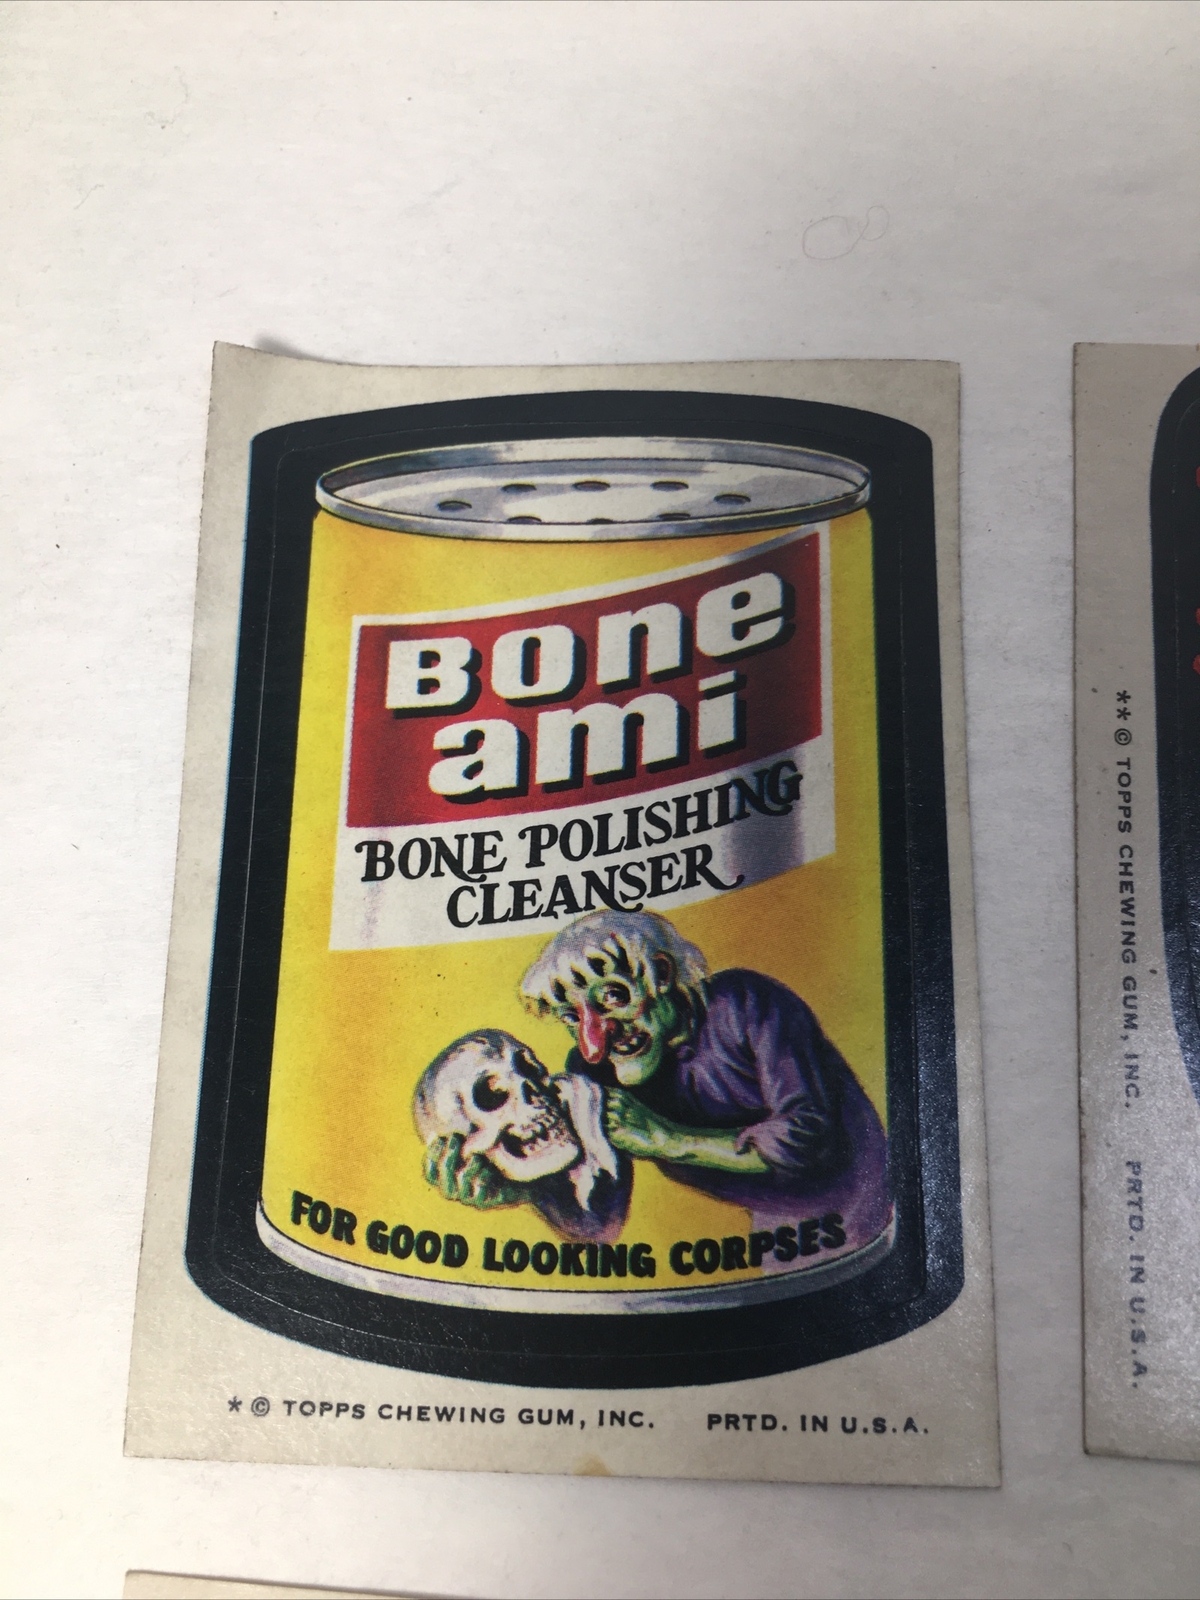 Bone
ami
BONE POLISHING
CLEANSER
FOR GOOD LOOKING CORPSES
* © TOPPS CHEWING GUM, INC. PRTD. IN U.S.A.
** © TOPPS CHEWING GUM, INC. PRTD. IN U.S.A.